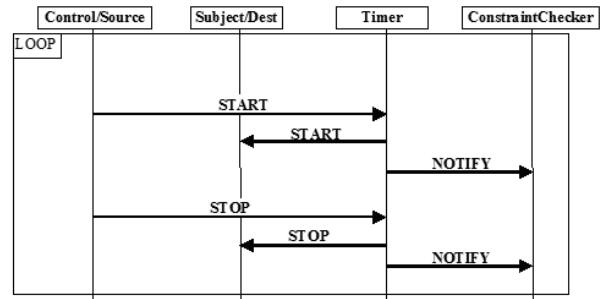 Control/Source Subject/Dest Timer ConstraintChecker
LOOP
START
START
NOTIFY
STOP
STOP
NOTIFY